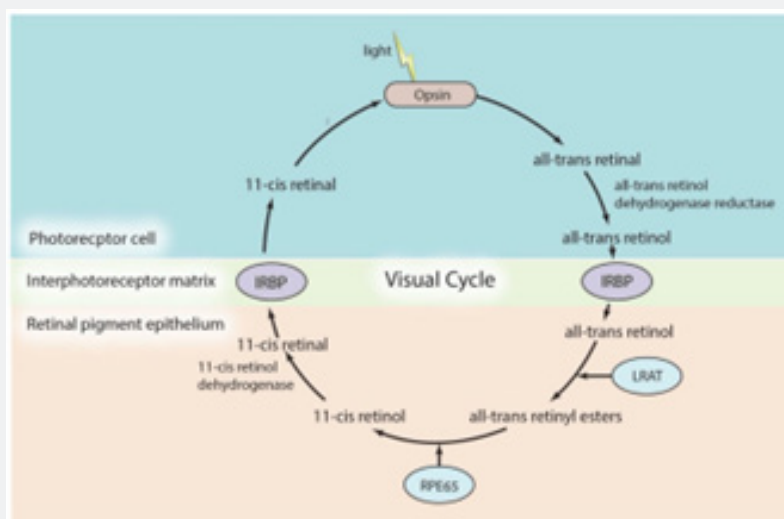 light
Opsin
all-trans retinal
11-cis retinal
all-trans retinol
dehydrogenase reductase
Photorecptor cell
all-trans retinol
Interphotoreceptor matrix
IRBP
Visual Cycle
IRBP
Retinal pigment epithelium
all-trans retinol
11-cis retinal
11-cis retinol
dehydrogenase
LRAT
11-cis retinol
all-trans retinyl esters
RPE65